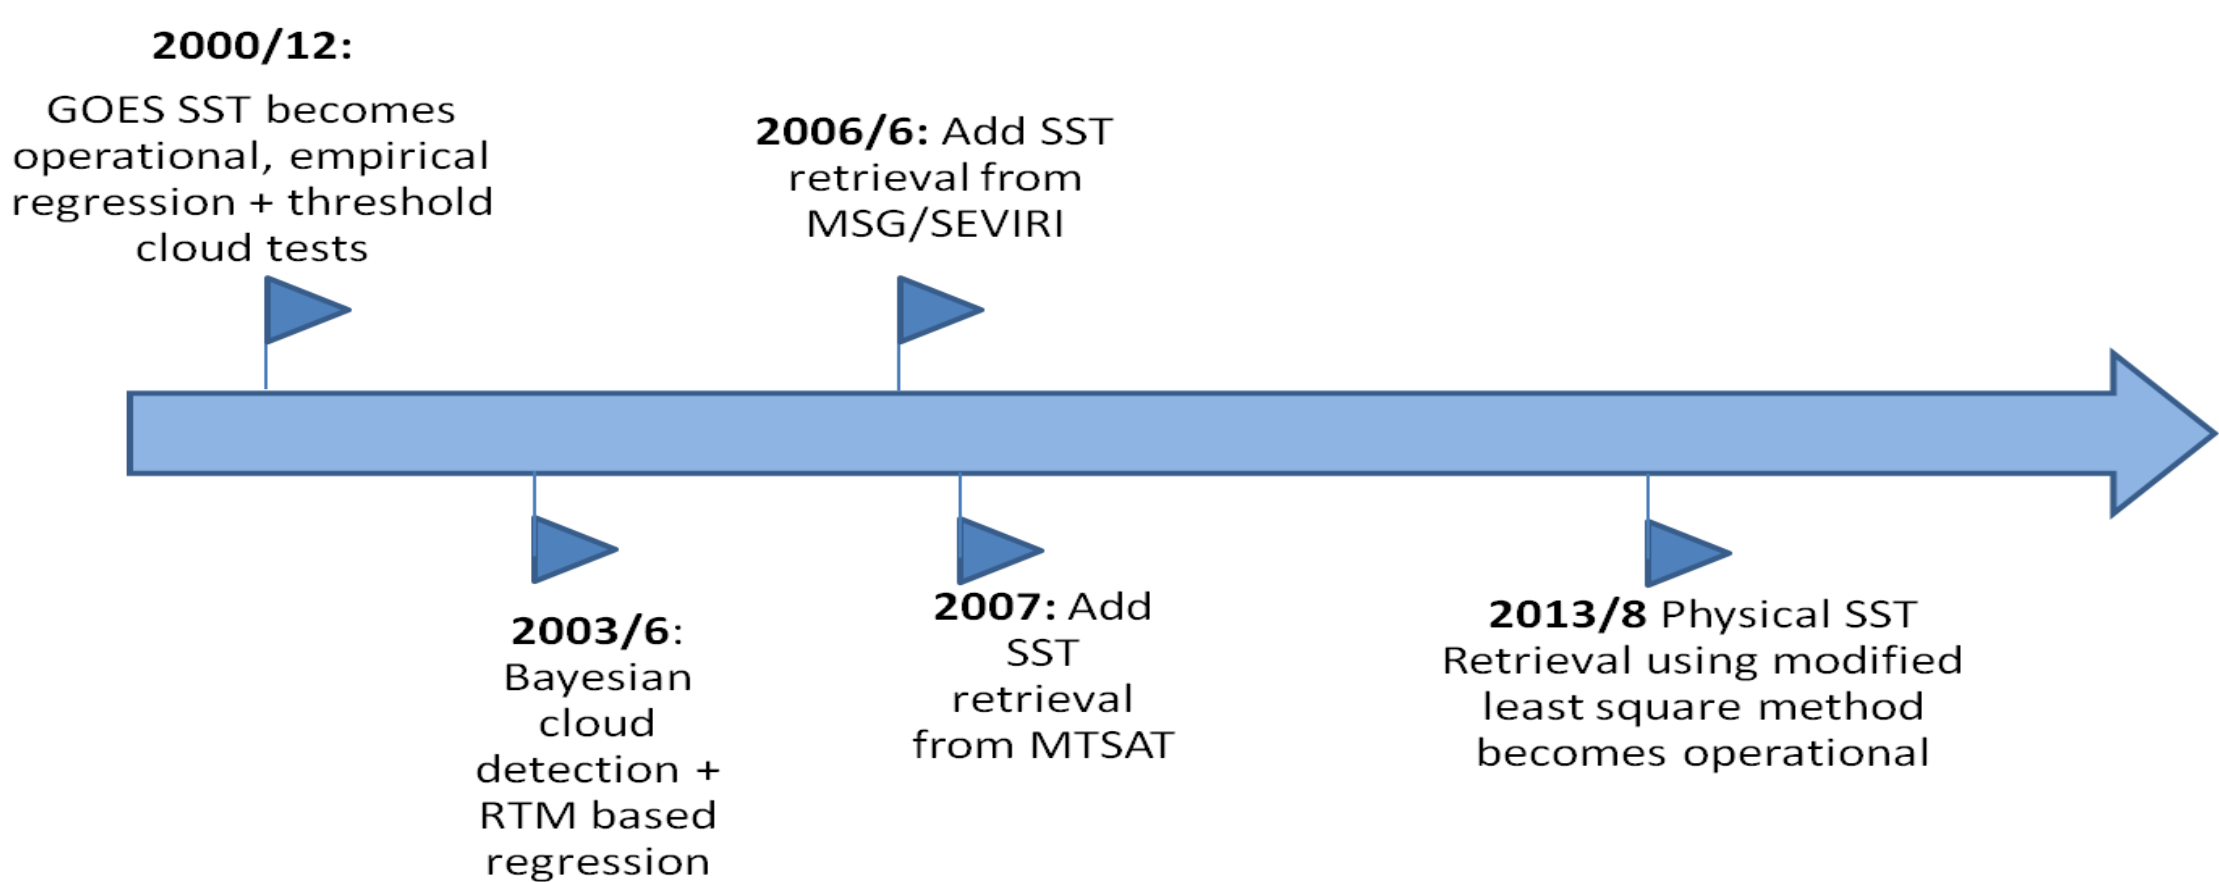 2000/12:
GOES SST becomes
operational, empirical
regression + threshold
cloud tests
2006/6: Add SST
retrieval from
MSG/SEVIRI
2003/6:
Bayesian
cloud
detection +
RTM based
regression
2007: Add
SST
retrieval
from MTSAT
2013/8 Physical SST
Retrieval using modified
least square method
becomes operational